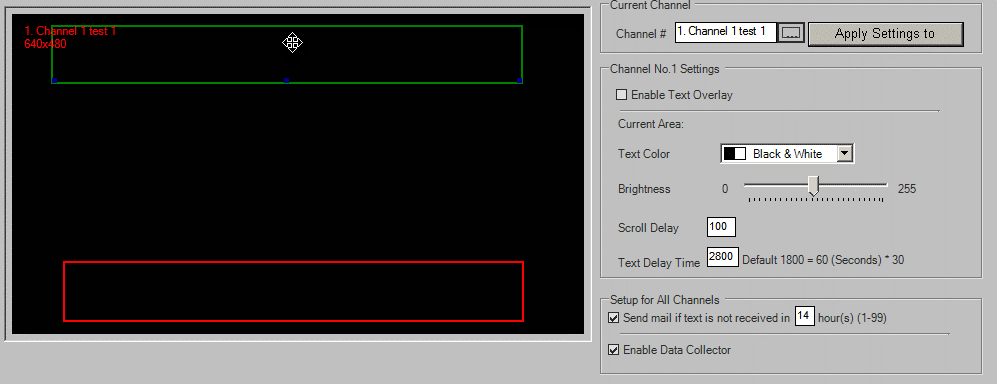 1. Channel 1 test 1
640x480
Current Channel
Channel # 1. Channel 1 test 1 ... Apply Settings to
Channel No.1 Settings
Enable Text Overlay
Current Area:
Text Color Black & White
Brightness 0 255
Scroll Delay 100
Text Delay Time 2800 Default 1800 = 60 (Seconds) * 30
Setup for All Channels
Send mail if text is not received in 14 hour(s) (1-99)
Enable Data Collector